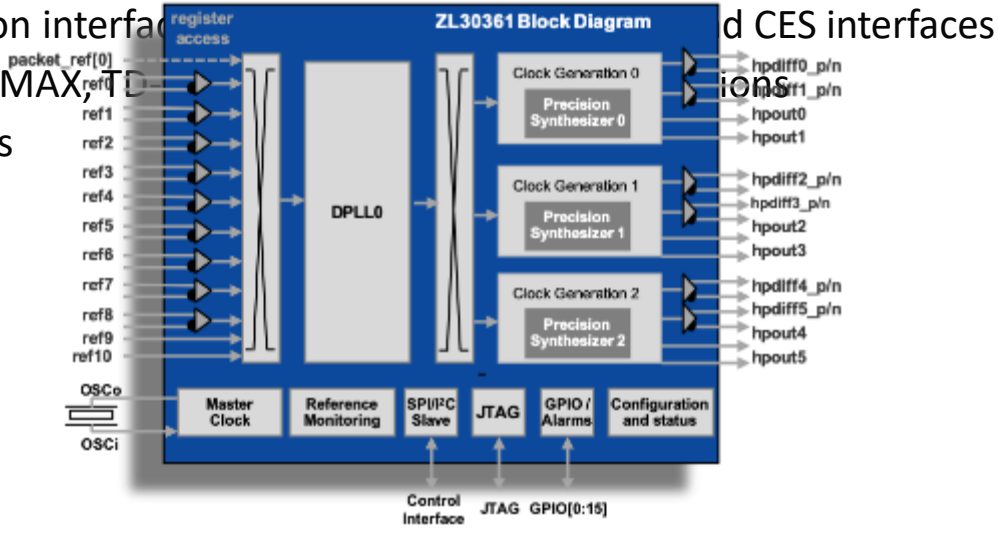 on interfac
d CES interfaces
MAX, TD-
ions
s
register
access
ZL30361 Block Diagram
packet_ref[0]
ref0
ref1
ref2
ref3
ref4
ref5
ref6
ref7
ref8
ref9
ref10
OSCo
OSCi
DPLL0
Clock Generation 0
Precision
Synthesizer 0
Clock Generation 1
Precision
Synthesizer 1
Clock Generation 2
Precision
Synthesizer 2
hpdiff0_p/n
hpdiff1_p/n
hpout0
hpout1
hpdiff2_p/n
hpdiff3_p/n
hpout2
hpout3
hpdiff4_p/n
hpdiff5_p/n
hpout4
hpout5
Master
Clock
Reference
Monitoring
SPI/I²C
Slave
JTAG
GPIO /
Alarms
Configuration
and status
Control
Interface
JTAG
GPIO[0:15]